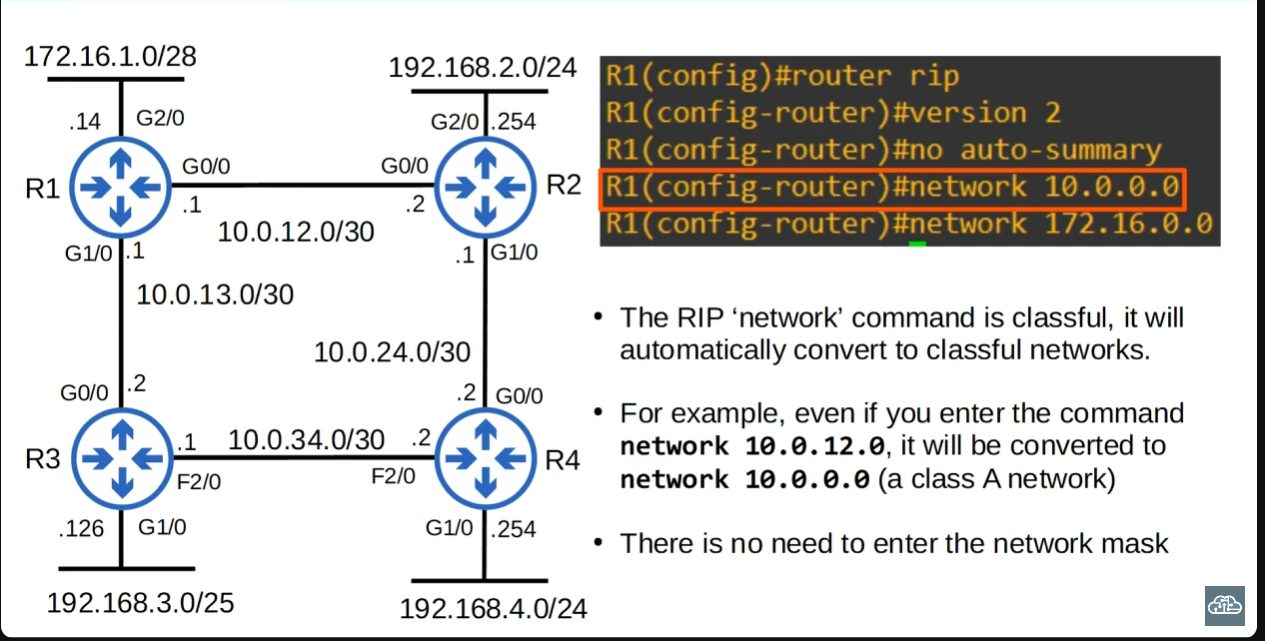 172.16.1.0/28
192.168.2.0/24
.14 G2/0
G2/0 .254
R1
G0/0
G0/0
R2
.1
.2
10.0.12.0/30
G1/0 .1
.1 G1/0
10.0.13.0/30
10.0.24.0/30
G0/0 .2
.2 G0/0
R3
.1 10.0.34.0/30 .2
R4
F2/0
F2/0
.126 G1/0
G1/0 .254
192.168.3.0/25
192.168.4.0/24
R1(config)#router rip
R1(config-router)#version 2
R1(config-router)#no auto-summary
R1(config-router)#network 10.0.0.0
R1(config-router)#network 172.16.0.0
• The RIP ‘network’ command is classful, it will
automatically convert to classful networks.
• For example, even if you enter the command
network 10.0.12.0, it will be converted to
network 10.0.0.0 (a class A network)
• There is no need to enter the network mask